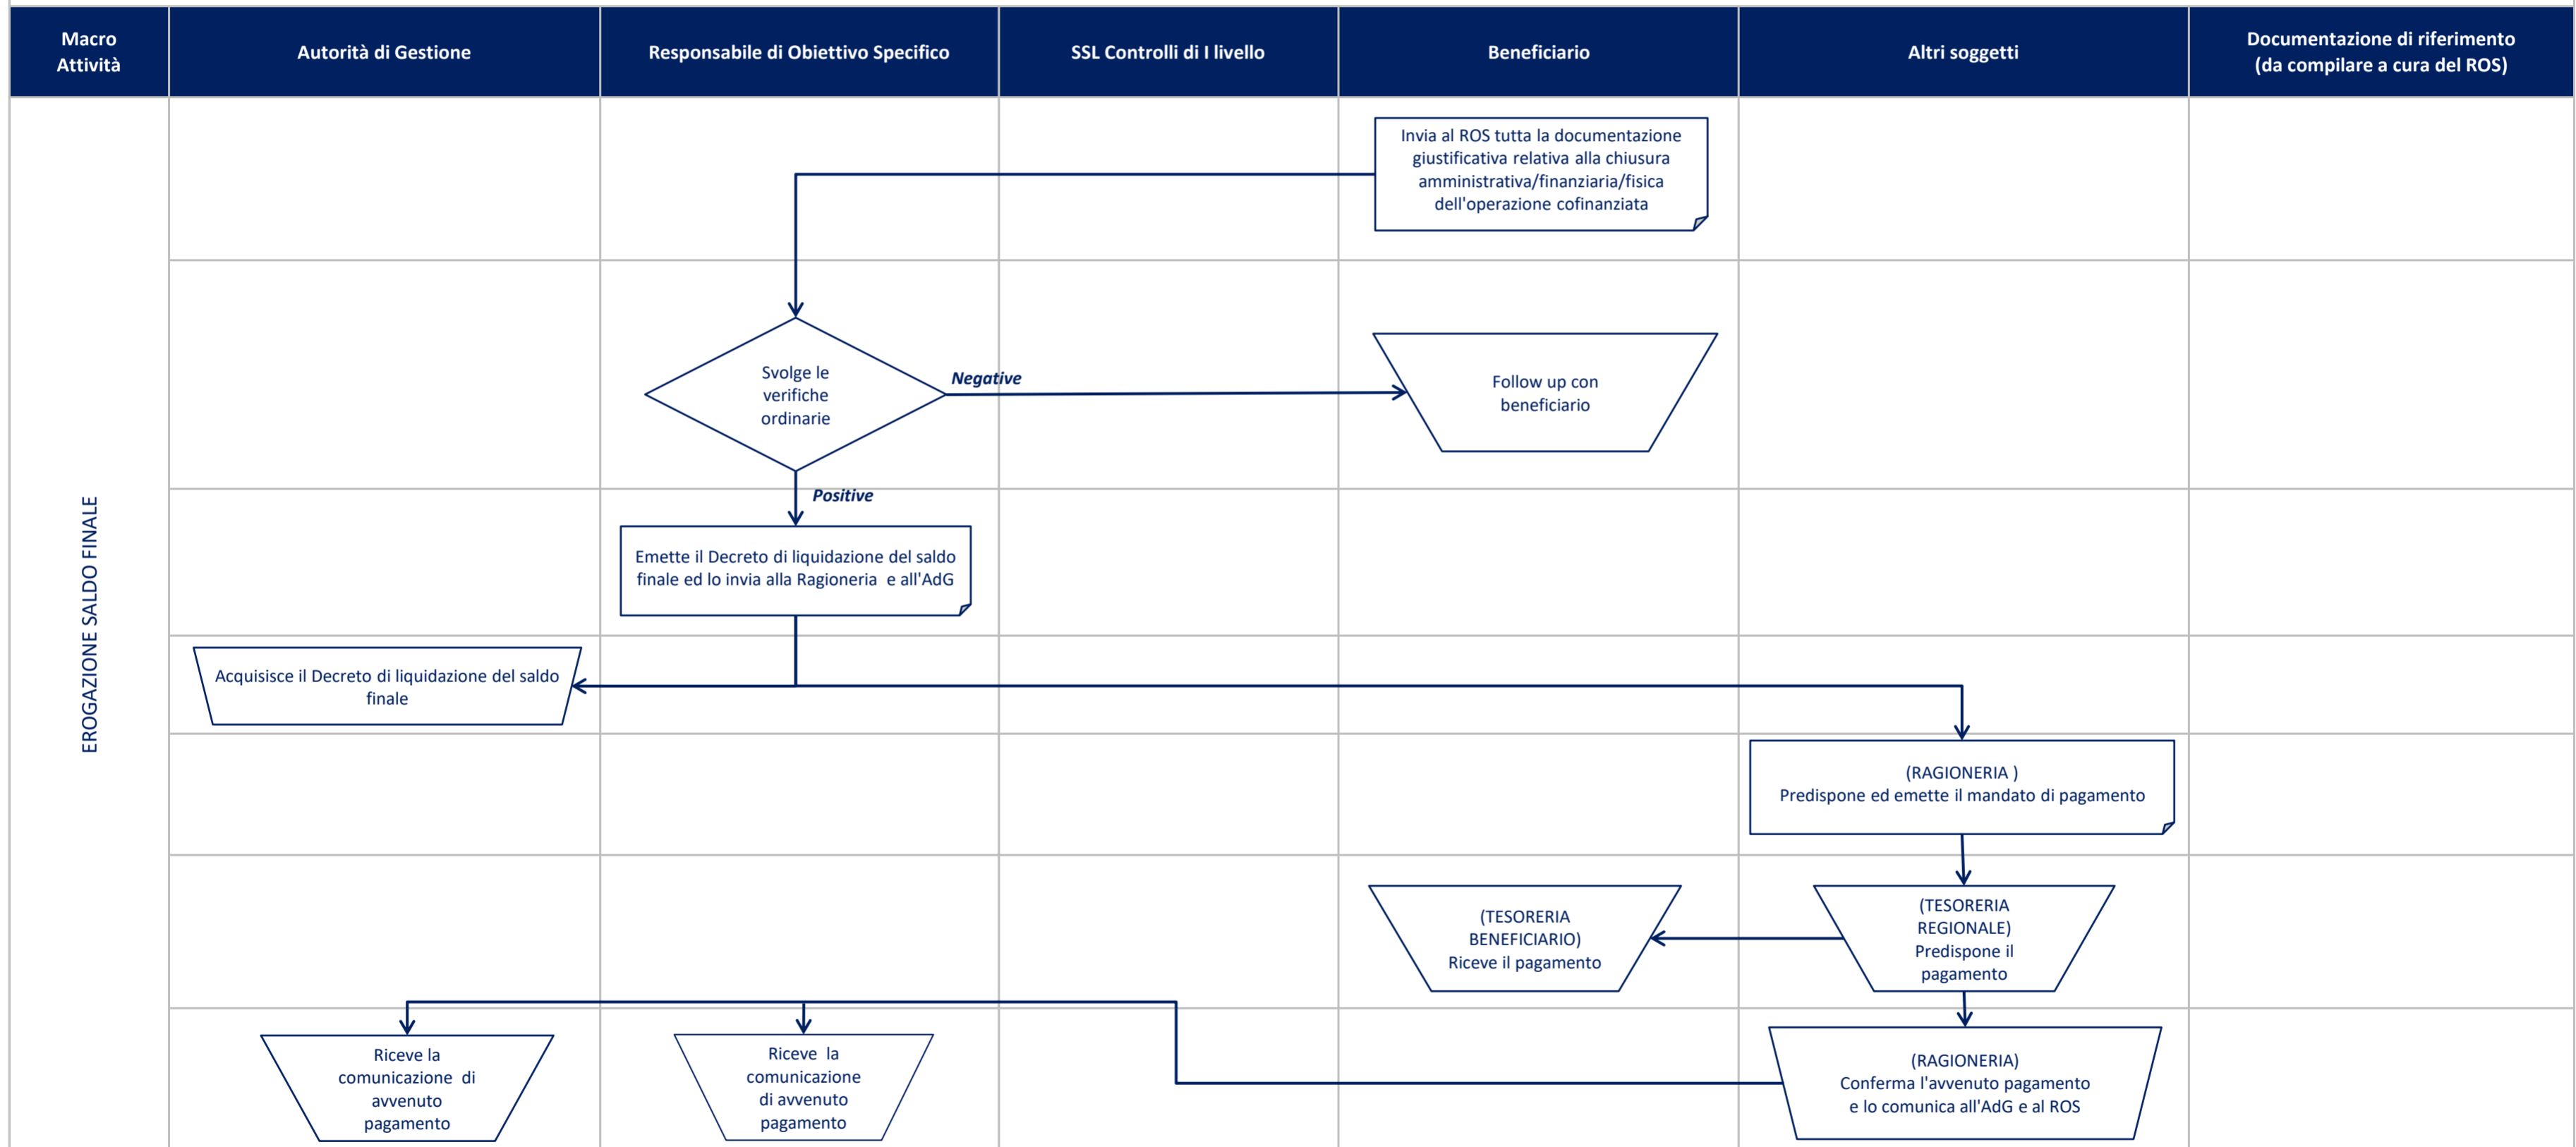 Macro
Attività
Autorità di Gestione
Responsabile di Obiettivo Specifico
SSL Controlli di I livello
Beneficiario
Altri soggetti
Documentazione di riferimento
(da compilare a cura del ROS)
EROGAZIONE SALDO FINALE
Invia al ROS tutta la documentazione
giustificativa relativa alla chiusura
amministrativa/finanziaria/fisica
dell'operazione cofinanziata
Svolge le
verifiche
ordinarie
Negative
Follow up con
beneficiario
Positive
Emette il Decreto di liquidazione del saldo
finale ed lo invia alla Ragioneria e all'AdG
Acquisisce il Decreto di liquidazione del saldo
finale
(RAGIONERIA )
Predispone ed emette il mandato di pagamento
(TESORERIA
BENEFICIARIO)
Riceve il pagamento
(TESORERIA
REGIONALE)
Predispone il
pagamento
Riceve la
comunicazione di
avvenuto
pagamento
Riceve la
comunicazione
di avvenuto
pagamento
(RAGIONERIA)
Conferma l'avvenuto pagamento
e lo comunica all'AdG e al ROS